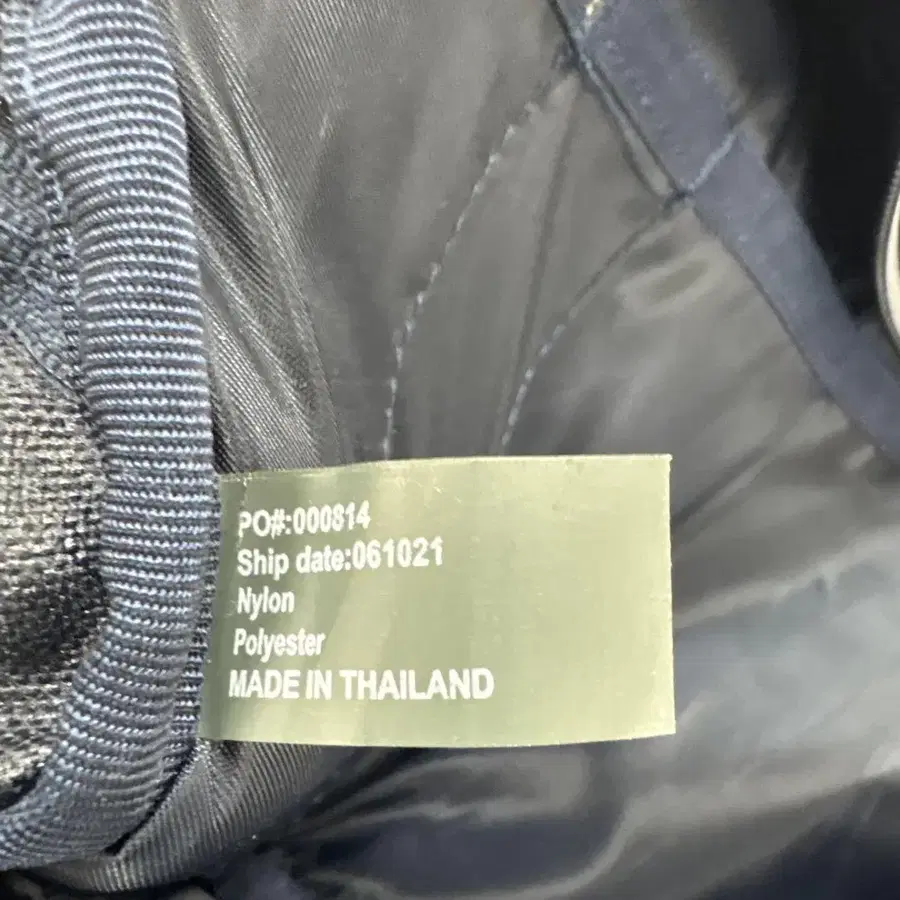 PO#:000814
Ship date:061021
Nylon
Polyester
MADE IN THAILAND